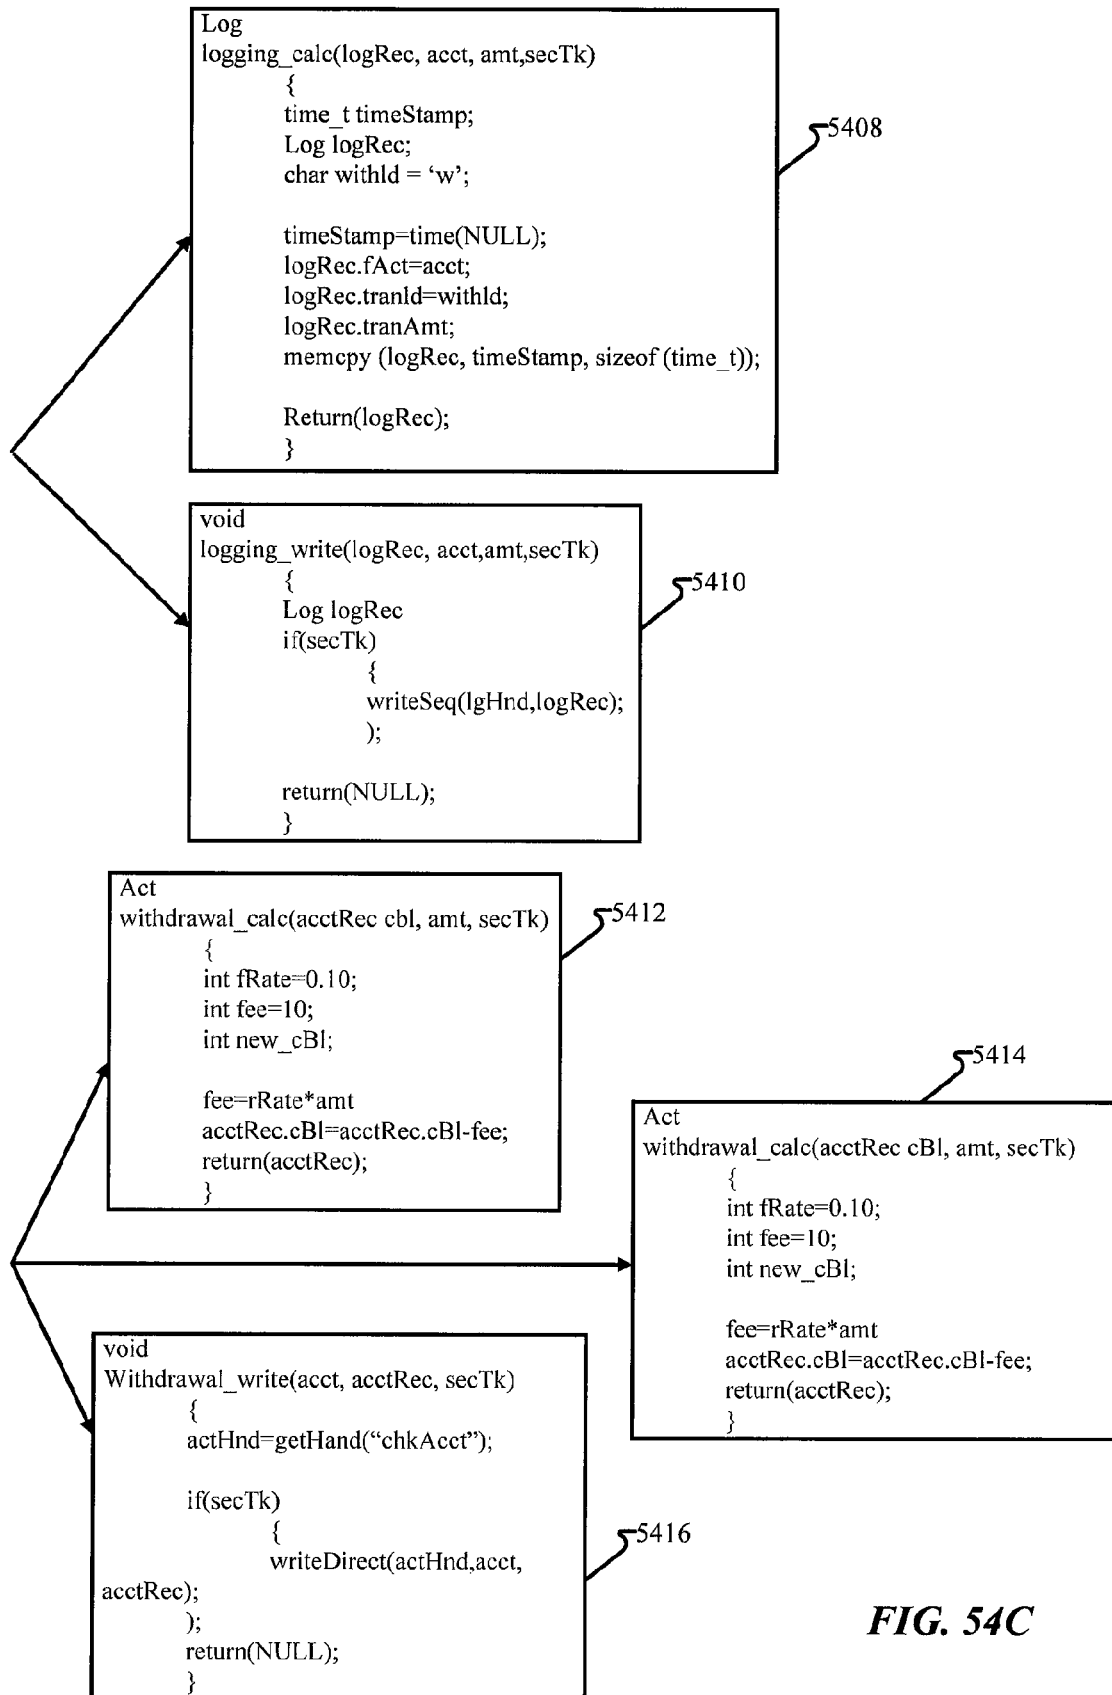 Log
logging_calc(logRec, acct, amt,secTk)
{
time_t timeStamp;
Log logRec;
char withId = ‘w’;
timeStamp=time(NULL);
logRec.fAct=acct;
logRec.tranId=withId;
logRec.tranAmt;
memcpy (logRec, timeStamp, sizeof (time_t));
Return(logRec);
}
5408
void
logging_write(logRec, acct,amt,secTk)
{
Log logRec
if(secTk)
{
writeSeq(lgHnd,logRec);
);
return(NULL);
}
5410
Act
withdrawal_calc(acctRec cbl, amt, secTk)
{
int fRate=0.10;
int fee=10;
int new_cBl;
fee=rRate*amt
acctRec.cBl=acctRec.cBl-fee;
return(acctRec);
}
5412
5414
Act
withdrawal_calc(acctRec cBl, amt, secTk)
{
int fRate=0.10;
int fee=10;
int new_cBl;
fee=rRate*amt
acctRec.cBl=acctRec.cBl-fee;
return(acctRec);
}
void
Withdrawal_write(acct, acctRec, secTk)
{
actHnd=getHand(“chkAcct”);
if(secTk)
{
writeDirect(actHnd,acct,
acctRec);
);
return(NULL);
}
5416
FIG. 54C